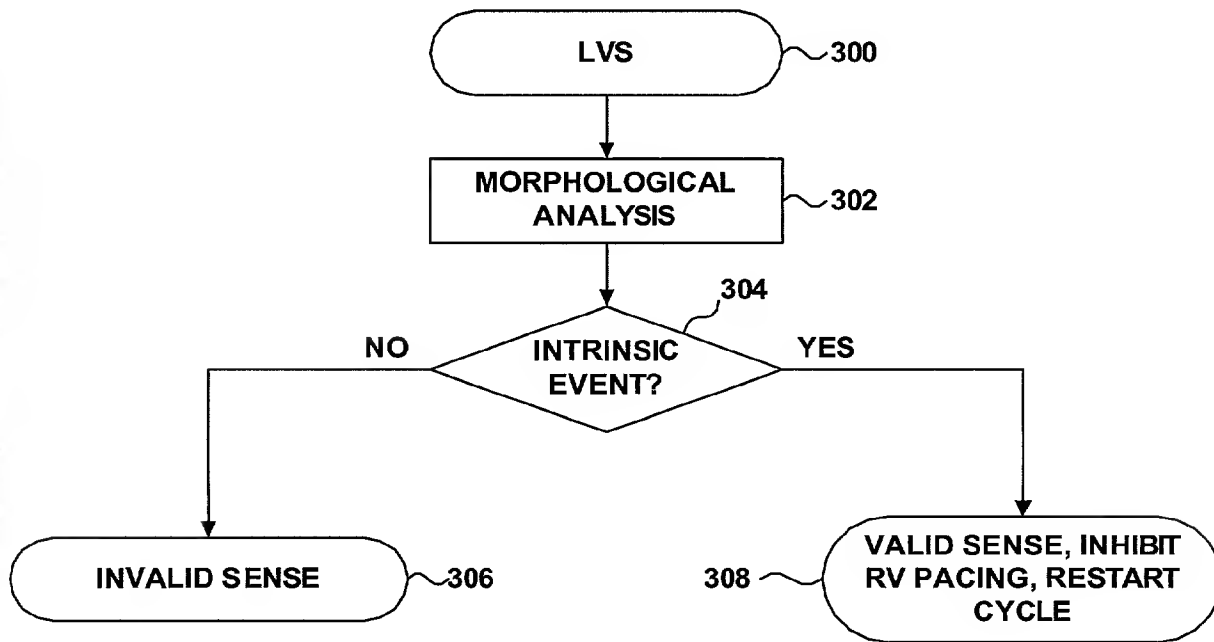 LVS
300
MORPHOLOGICAL
ANALYSIS
302
304
NO
INTRINSIC
EVENT?
YES
INVALID SENSE
306
308
VALID SENSE, INHIBIT
RV PACING, RESTART
CYCLE